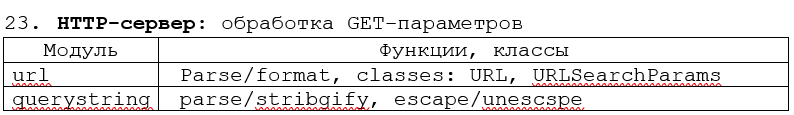 23. HTTP-сервер: обработка GET-параметров
Модуль Функции, классы
url Parse/format, classes: URL, URLSearchParams
querystring parse/stribgify, escape/unescspe